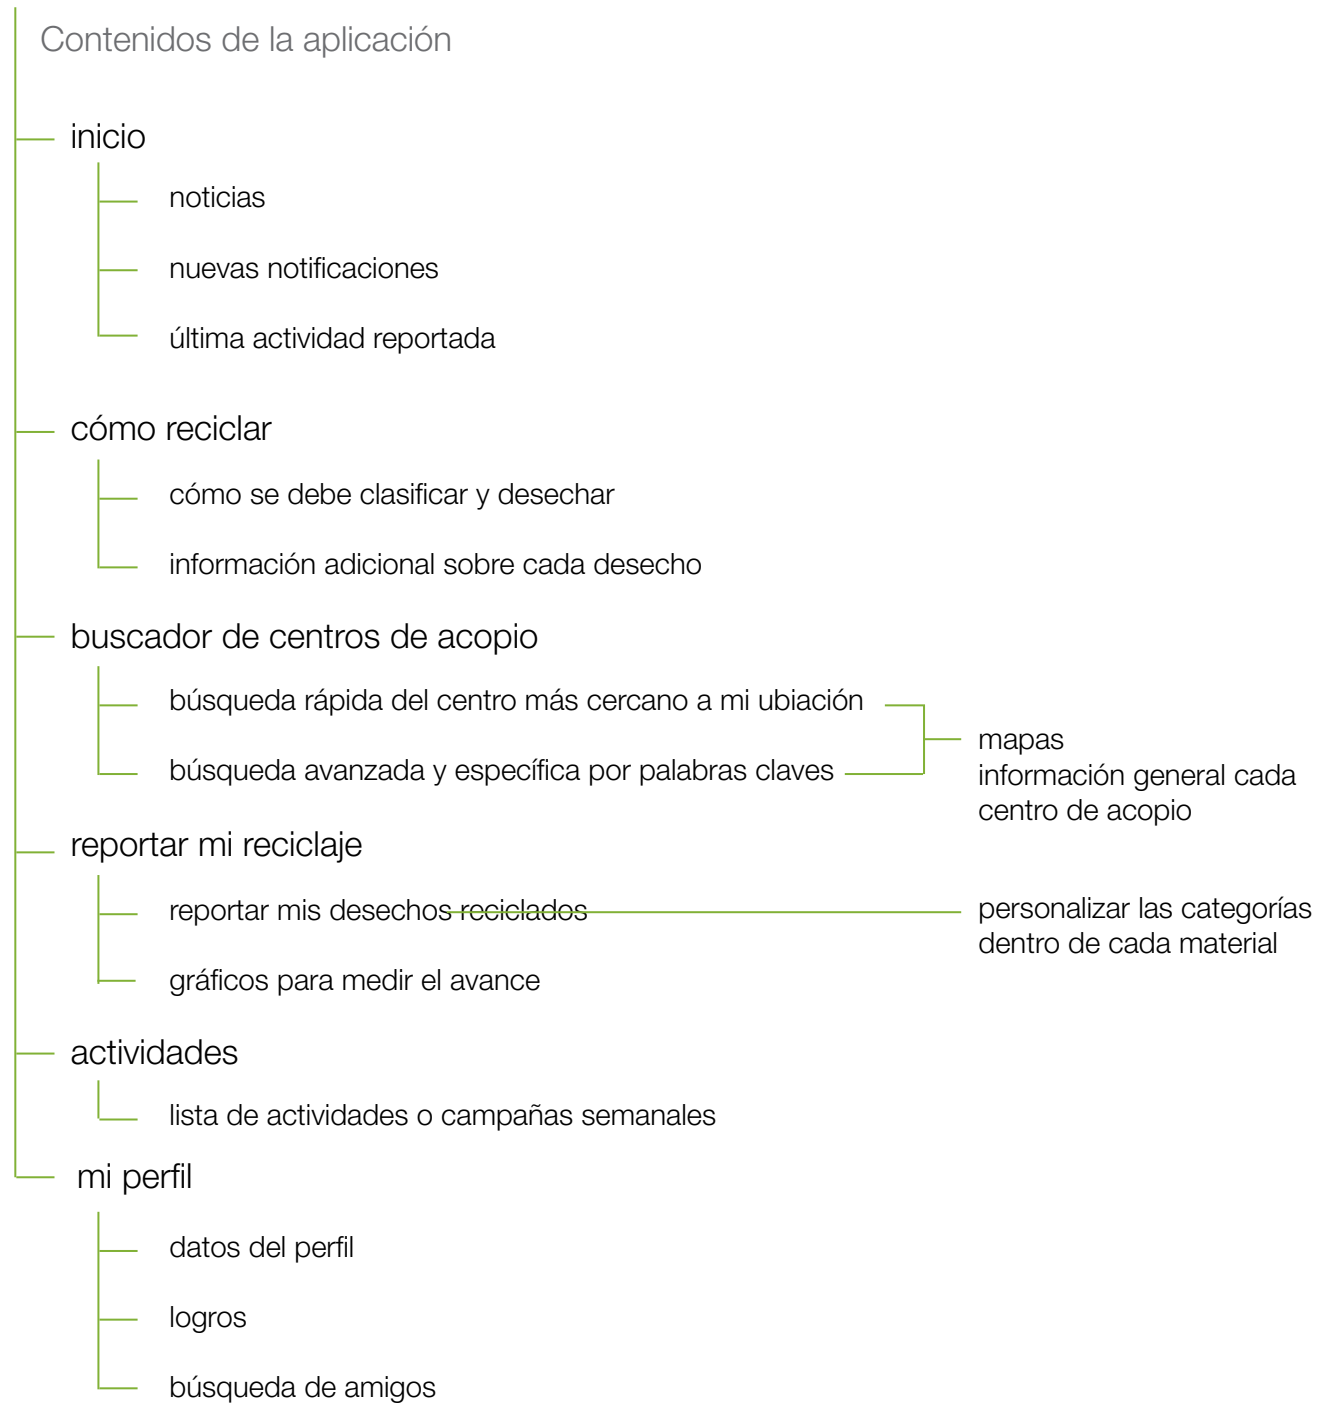 Contenidos de la aplicación
inicio
noticias
nuevas notificaciones
última actividad reportada
cómo reciclar
cómo se debe clasificar y desechar
información adicional sobre cada desecho
buscador de centros de acopio
búsqueda rápida del centro más cercano a mi ubiación
búsqueda avanzada y específica por palabras claves
mapas
información general cada
centro de acopio
reportar mi reciclaje
reportar mis desechos reciclados
personalizar las categorías
dentro de cada material
gráficos para medir el avance
actividades
lista de actividades o campañas semanales
mi perfil
datos del perfil
logros
búsqueda de amigos